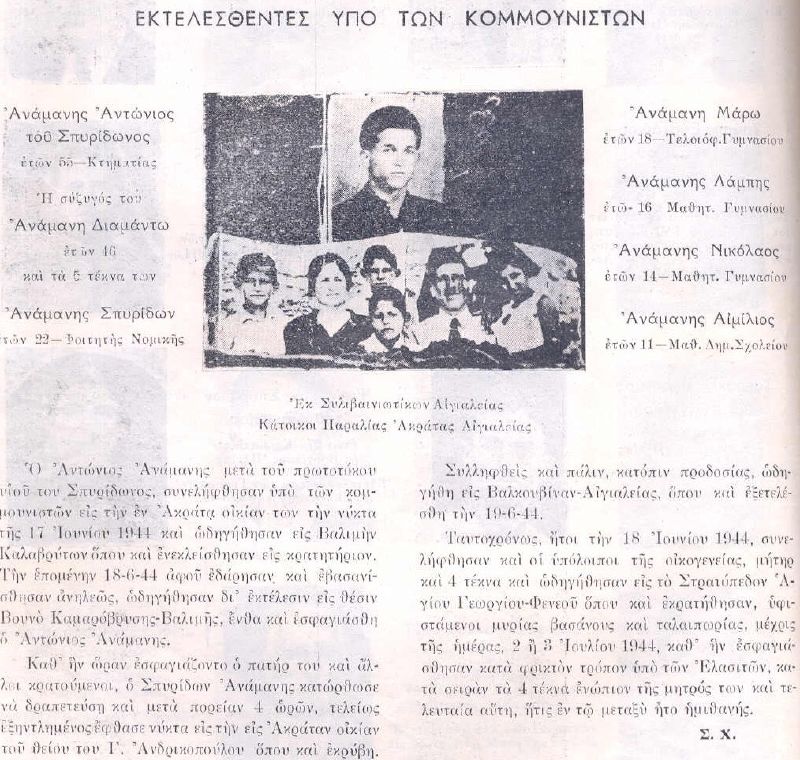 ΕΚΤΕΛΕΣΘΕΝΤΕΣ ΥΠΟ ΤΩΝ ΚΟΜΜΟΥΝΙΣΤΩΝ
Ἀνάμανης Ἀντώνιος
τοῦ Σπυρίδωνος
ἐτῶν 55—Κτηματίας
Ἡ σύζυγός του
Ἀνάμανη Διαμάντω
ἐτῶν 46
καὶ τὰ 5 τέκνα των
Ἀνάμανης Σπυρίδων
ἐτῶν 22—Φοιτητὴς Νομικῆς
Ἀνάμανη Μάρω
ἐτῶν 18—Τελοιόφ.Γυμνασίου
Ἀνάμανης Λάμπης
ἐτῶ- 16 Μαθητ. Γυμνασίου
Ἀνάμανης Νικόλαος
ἐτῶν 14—Μαθητ. Γυμνασίου
Ἀνάμανης Αἰμίλιος
ἐτῶν 11—Μαθ. Δημ.Σχολείου
Ἐκ Συλιβαινιωτίκων Αἰγιαλείας
Κάτοικοι Παραλίας Ἀκράτας Αἰγιαλείας
Ὁ Ἀντώνιος Ἀνάμανης μετὰ τοῦ πρωτοτόκου
υἱοῦ του Σπυρίδωνος, συνελήφθησαν ὑπὸ τῶν κομ-
μουνιστῶν εἰς τὴν ἐν Ἀκράτᾳ οἰκίαν των τὴν νύκτα
τῆς 17 Ἰουνίου 1944 καὶ ὡδηγήθησαν εἰς Βαλιμὴν
Καλαβρύτων ὅπου καὶ ἐνεκλείσθησαν εἰς κρατητήριον.
Τὴν ἑπομένην 18-6-44 ἀφοῦ ἐδάρησαν καὶ ἐβασανί-
σθησαν ἀνηλεῶς, ὡδηγήθησαν δι' ἐκτέλεσιν εἰς θέσιν
Βουνὸ Καμαρόβρυσης-Βαλιμῆς, ἔνθα καὶ ἐσφαγιάσθη
ὁ Ἀντώνιος Ἀνάμανης.
Καθ' ἣν ὥραν ἐσφαγιάζοντο ὁ πατήρ του καὶ ἄλ-
λοι κρατούμενοι, ὁ Σπυρίδων Ἀνάμανης κατώρθωσε
νὰ δραπετεύσῃ καὶ μετὰ πορείαν 4 ὡρῶν, τελείως
ἐξηντλημένος ἔφθασε νύκτα εἰς τὴν εἰς Ἀκράταν οἰκίαν
τοῦ θείου του Γ. Ἀνδρικοπούλου ὅπου καὶ ἐκρύβη.
Συλληφθεὶς καὶ πάλιν, κατόπιν προδοσίας, ὡδη-
γήθη εἰς Βαλκουβίναν-Αἰγιαλείας, ὅπου καὶ ἐξετελέ-
σθη τὴν 19-6-44.
Ταυτοχρόνως, ἤτοι τὴν 18 Ἰουνίου 1944, συνε-
λήφθησαν καὶ οἱ ὑπόλοιποι τῆς οἰκογενείας, μήτηρ
καὶ 4 τέκνα καὶ ὡδηγήθησαν εἰς τὸ Στρατόπεδον Ἁ-
γίου Γεωργίου-Φενεοῦ ὅπου καὶ ἐκρατήθησαν, ὑφι-
στάμενοι μυρίας βασάνους καὶ ταλαιπωρίας, μέχρις
τῆς ἡμέρας, 2 ἢ 3 Ἰουλίου 1944, καθ' ἣν ἐσφαγιά-
σθησαν κατὰ φρικτὸν τρόπον ὑπὸ τῶν Ἐλασιτῶν, κα-
τὰ σειρὰν τὰ 4 τέκνα ἐνώπιον τῆς μητρός των καὶ τε-
λευταία αὕτη, ἥτις ἐν τῷ μεταξὺ ἦτο ἡμιθανής.
Σ. Χ.